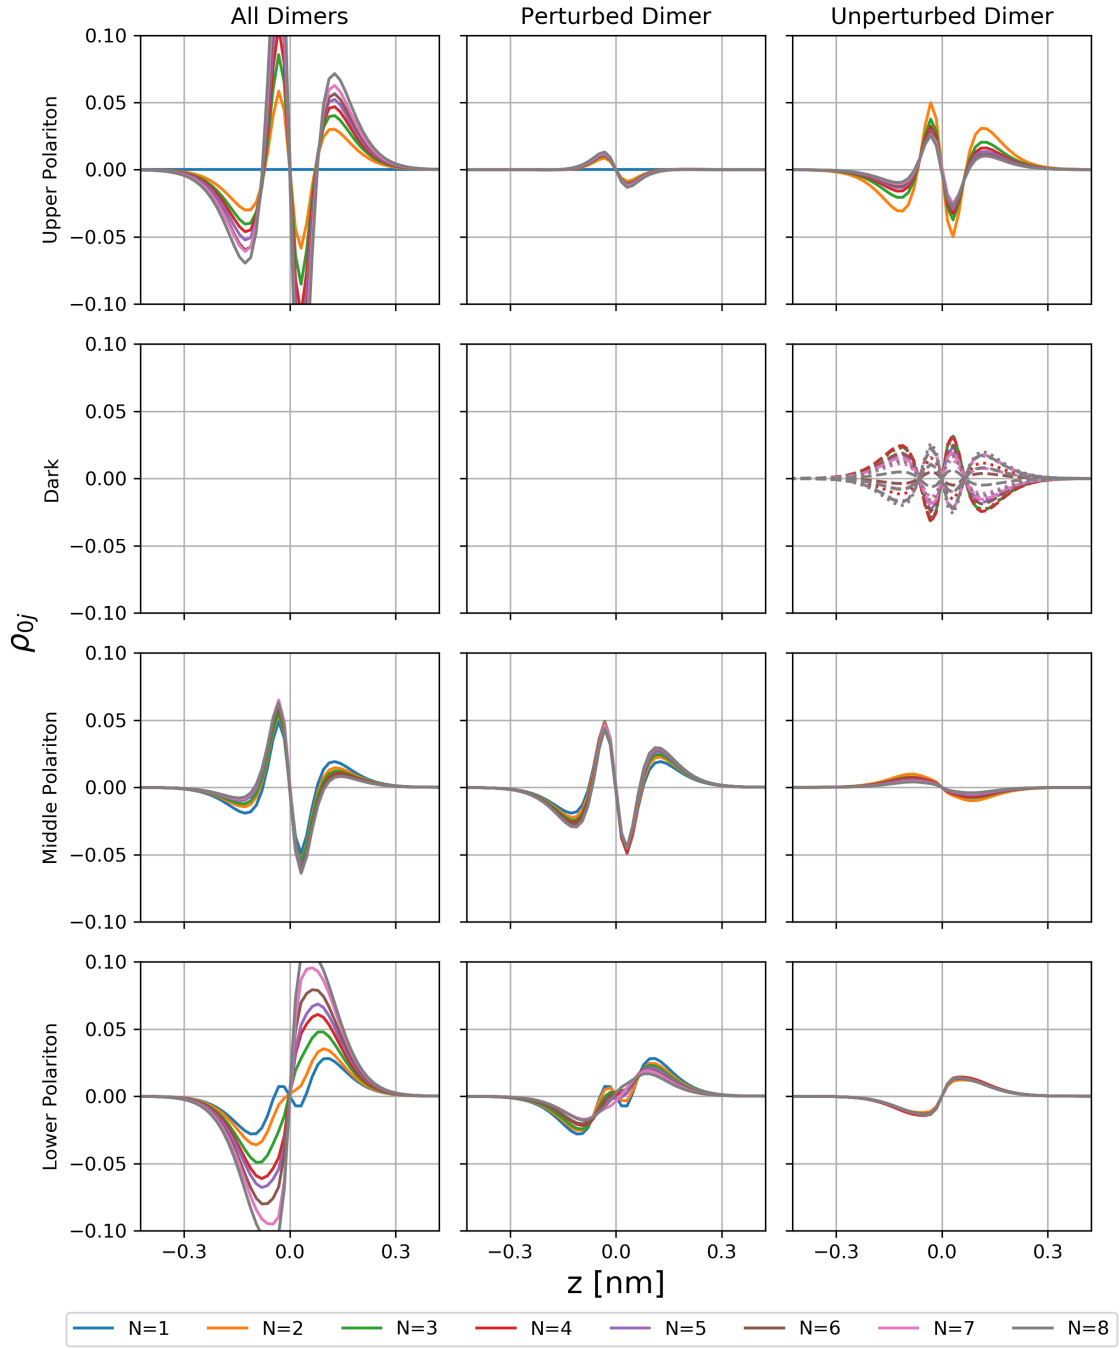 All Dimers Perturbed Dimer Unperturbed Dimer
0.10
0.05
0.00
−0.05
−0.10
Upper Polariton
0.10
0.05
0.00
−0.05
−0.10
Dark
0.10
0.05
0.00
−0.05
−0.10
Middle Polariton
0.10
0.05
0.00
−0.05
−0.10
Lower Polariton
ρ0j
−0.3 0.0 0.3 −0.3 0.0 0.3 −0.3 0.0 0.3
z [nm]
N=1 N=2 N=3 N=4 N=5 N=6 N=7 N=8